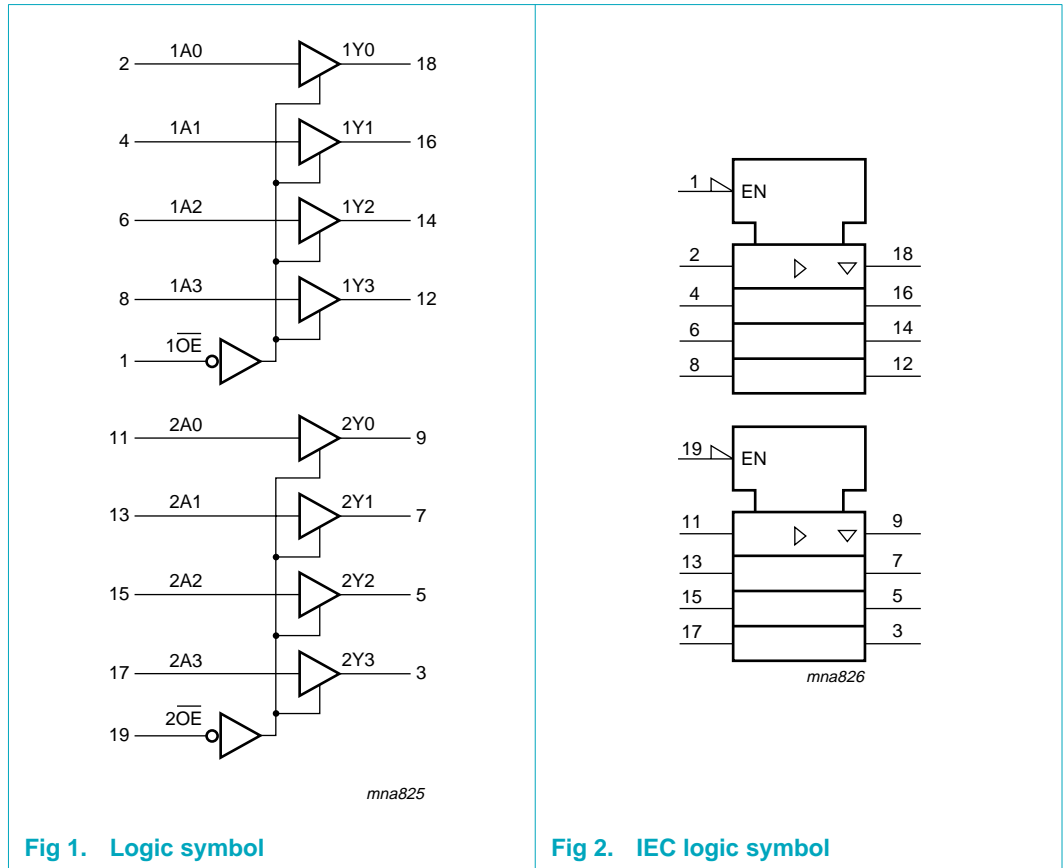 2 1A0 1Y0 18
4 1A1 1Y1 16
6 1A2 1Y2 14
8 1A3 1Y3 12
1 1O̅E̅
11 2A0 2Y0 9
13 2A1 2Y1 7
15 2A2 2Y2 5
17 2A3 2Y3 3
19 2O̅E̅
mna825
Fig 1. Logic symbol
1 EN
2 18
4 16
6 14
8 12
19 EN
11 9
13 7
15 5
17 3
mna826
Fig 2. IEC logic symbol